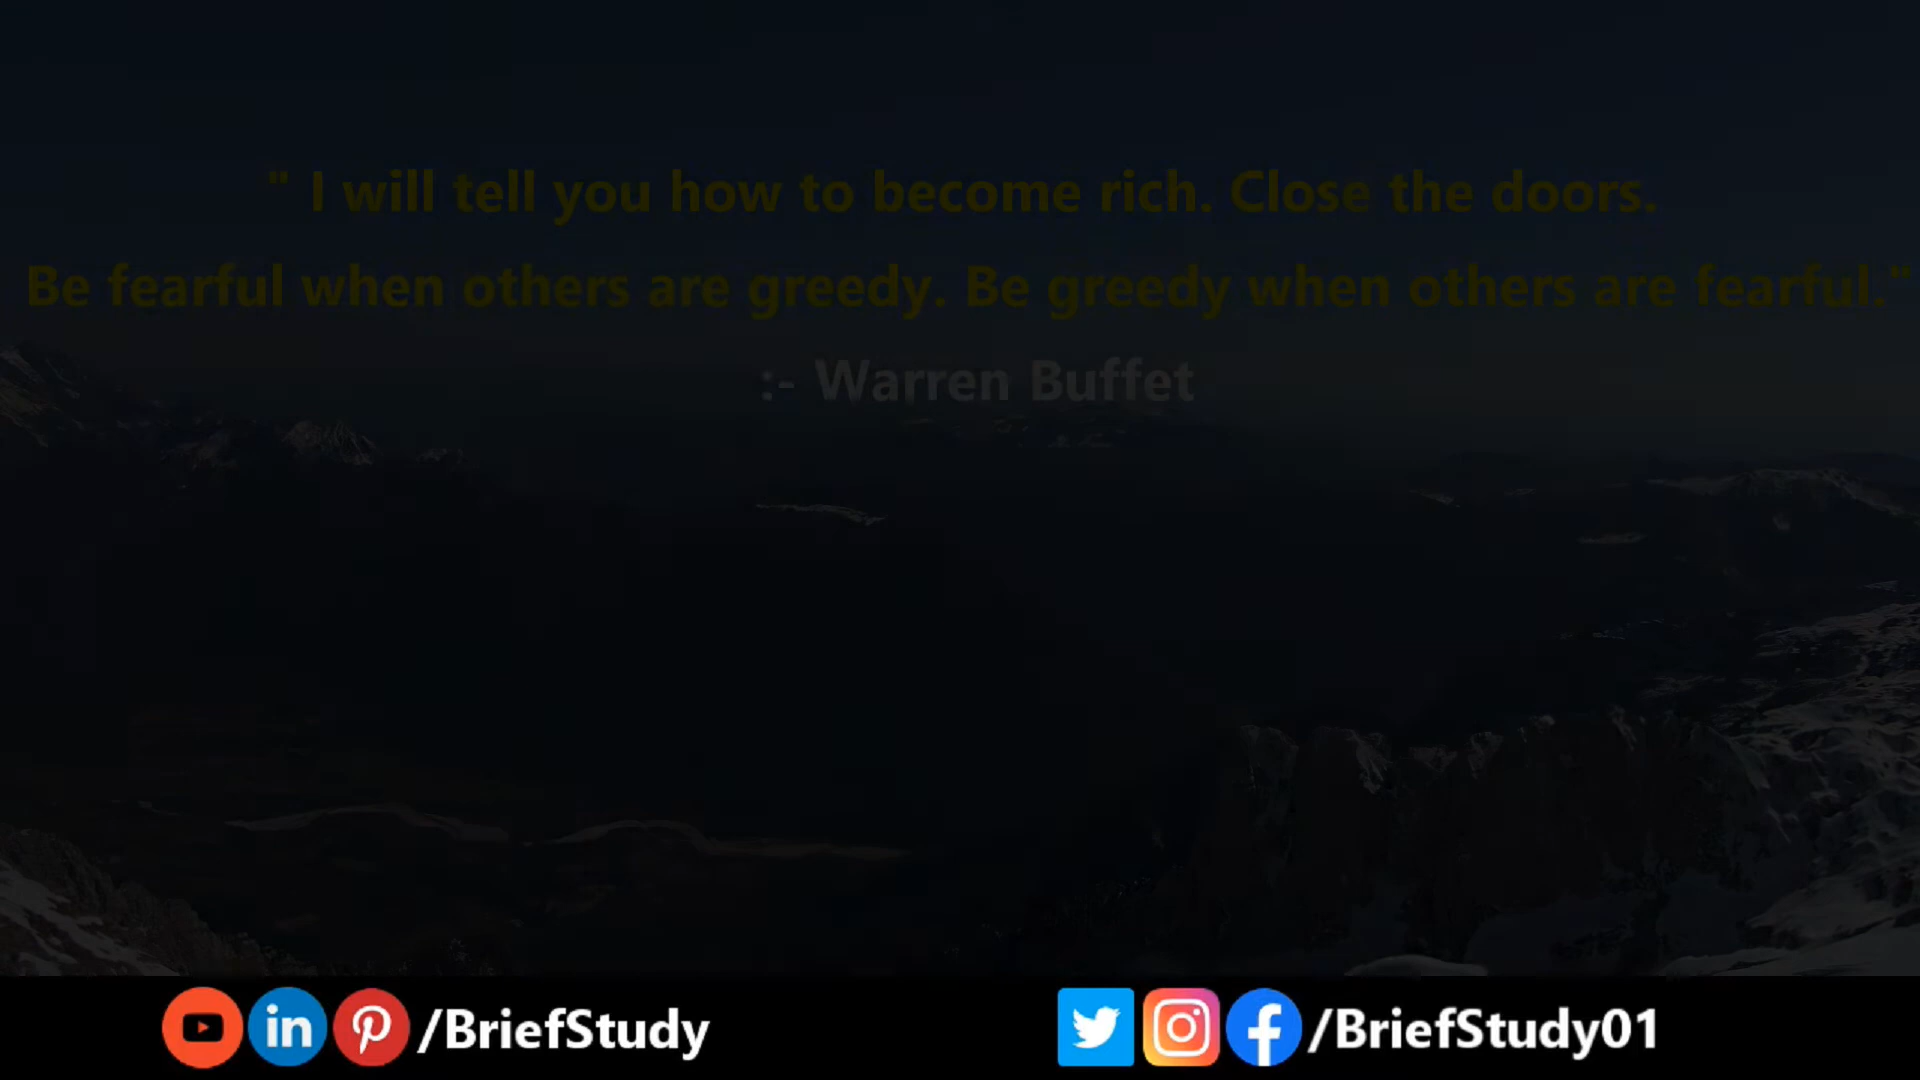 " I will tell you how to become rich. Close the doors.
Be fearful when others are greedy. Be greedy when others are fearful."
:- Warren Buffet
/BriefStudy
/BriefStudy01